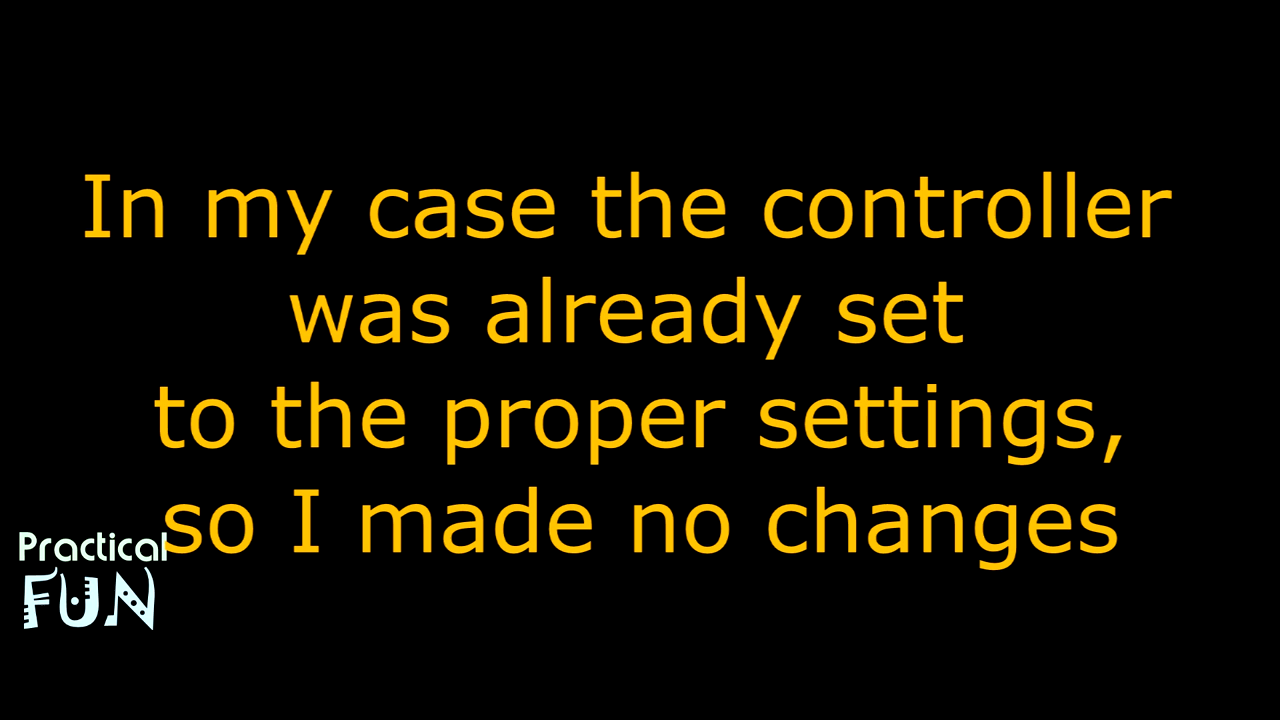 In my case the controller
was already set
to the proper settings,
so I made no changes
Practical
FUN